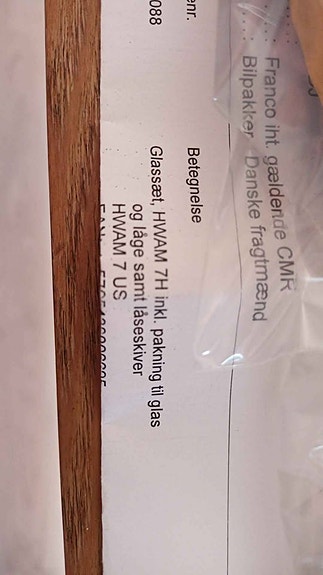 Franco int. gældende CMR
Bilpakker Danske fragtmænd
enr.
Betegnelse
088
Glassæt, HWAM 7H inkl. pakning til glas
og låge samt låseskiver
HWAM 7 US